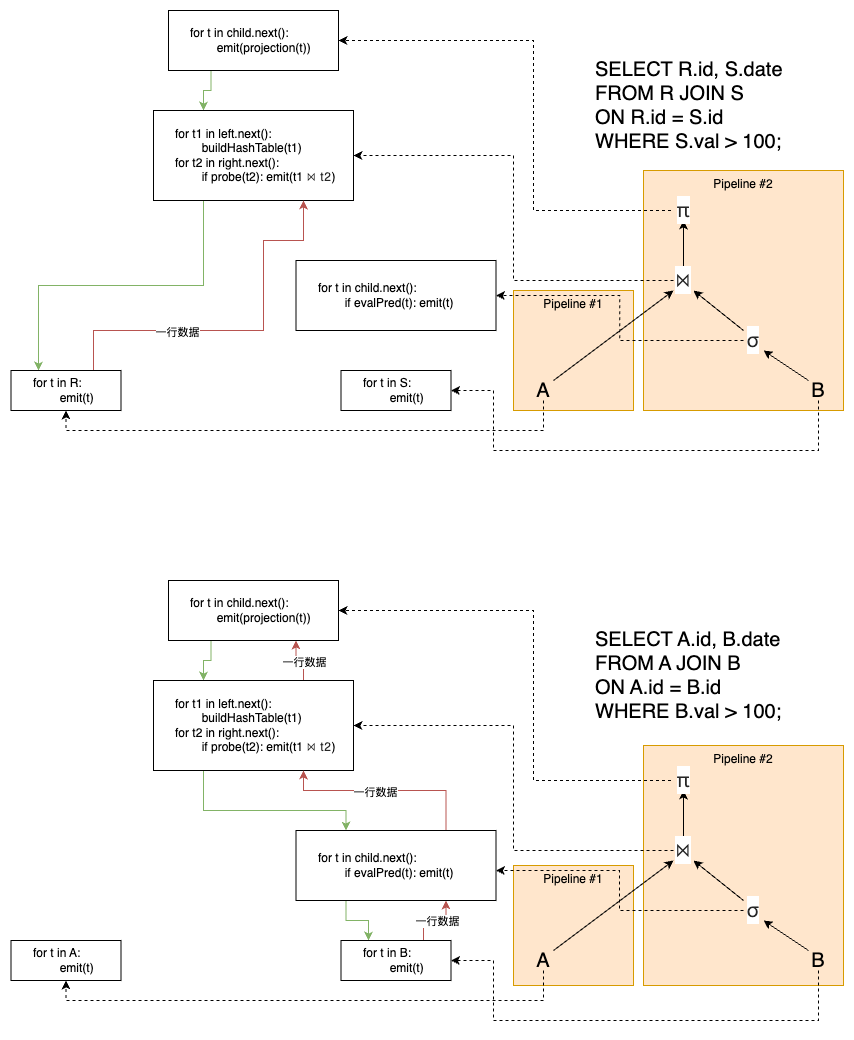 for t in child.next():
emit(projection(t))
SELECT R.id, S.date
FROM R JOIN S
ON R.id = S.id
WHERE S.val > 100;
for t1 in left.next():
buildHashTable(t1)
for t2 in right.next():
if probe(t2): emit(t1 ⋈ t2)
Pipeline #2
π
⋈
for t in child.next():
if evalPred(t): emit(t)
Pipeline #1
σ
一行数据
for t in R:
emit(t)
for t in S:
emit(t)
A
B
for t in child.next():
emit(projection(t))
SELECT A.id, B.date
FROM A JOIN B
ON A.id = B.id
WHERE B.val > 100;
一行数据
for t1 in left.next():
buildHashTable(t1)
for t2 in right.next():
if probe(t2): emit(t1 ⋈ t2)
Pipeline #2
π
一行数据
⋈
for t in child.next():
if evalPred(t): emit(t)
Pipeline #1
σ
一行数据
for t in A:
emit(t)
for t in B:
emit(t)
A
B